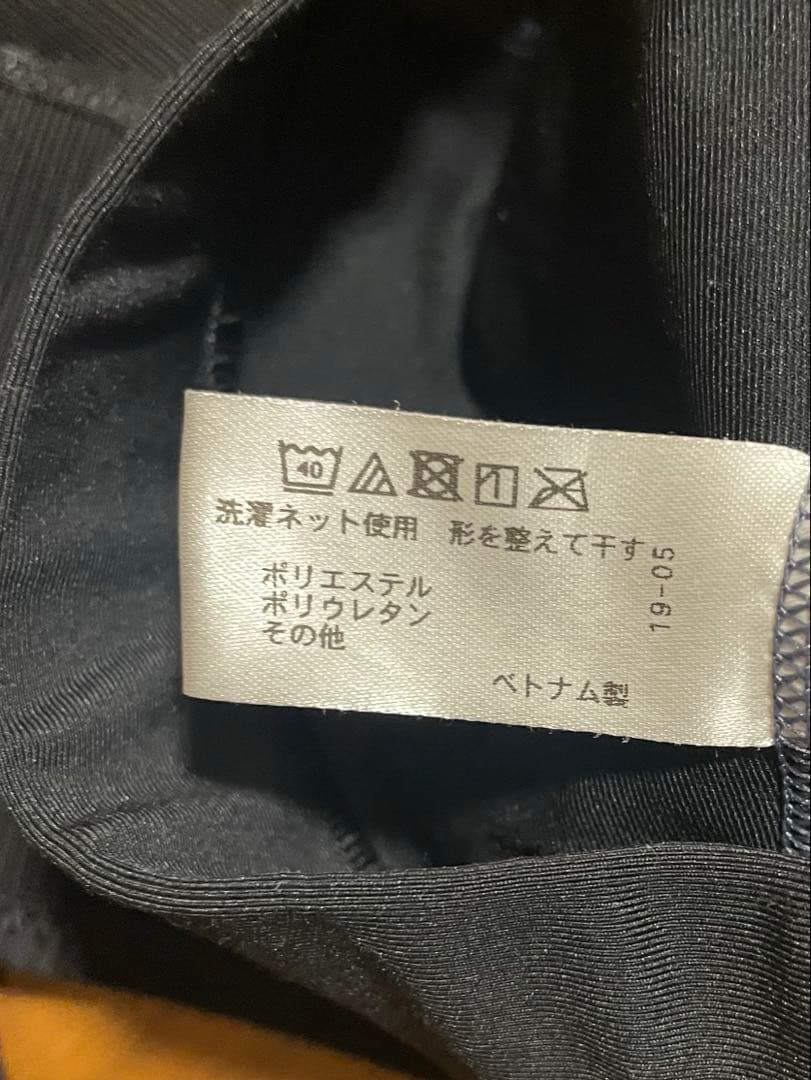 40
洗濯ネット使用 形を整えて干す
ポリエステル
ポリウレタン
その他
ベトナム製
19-05